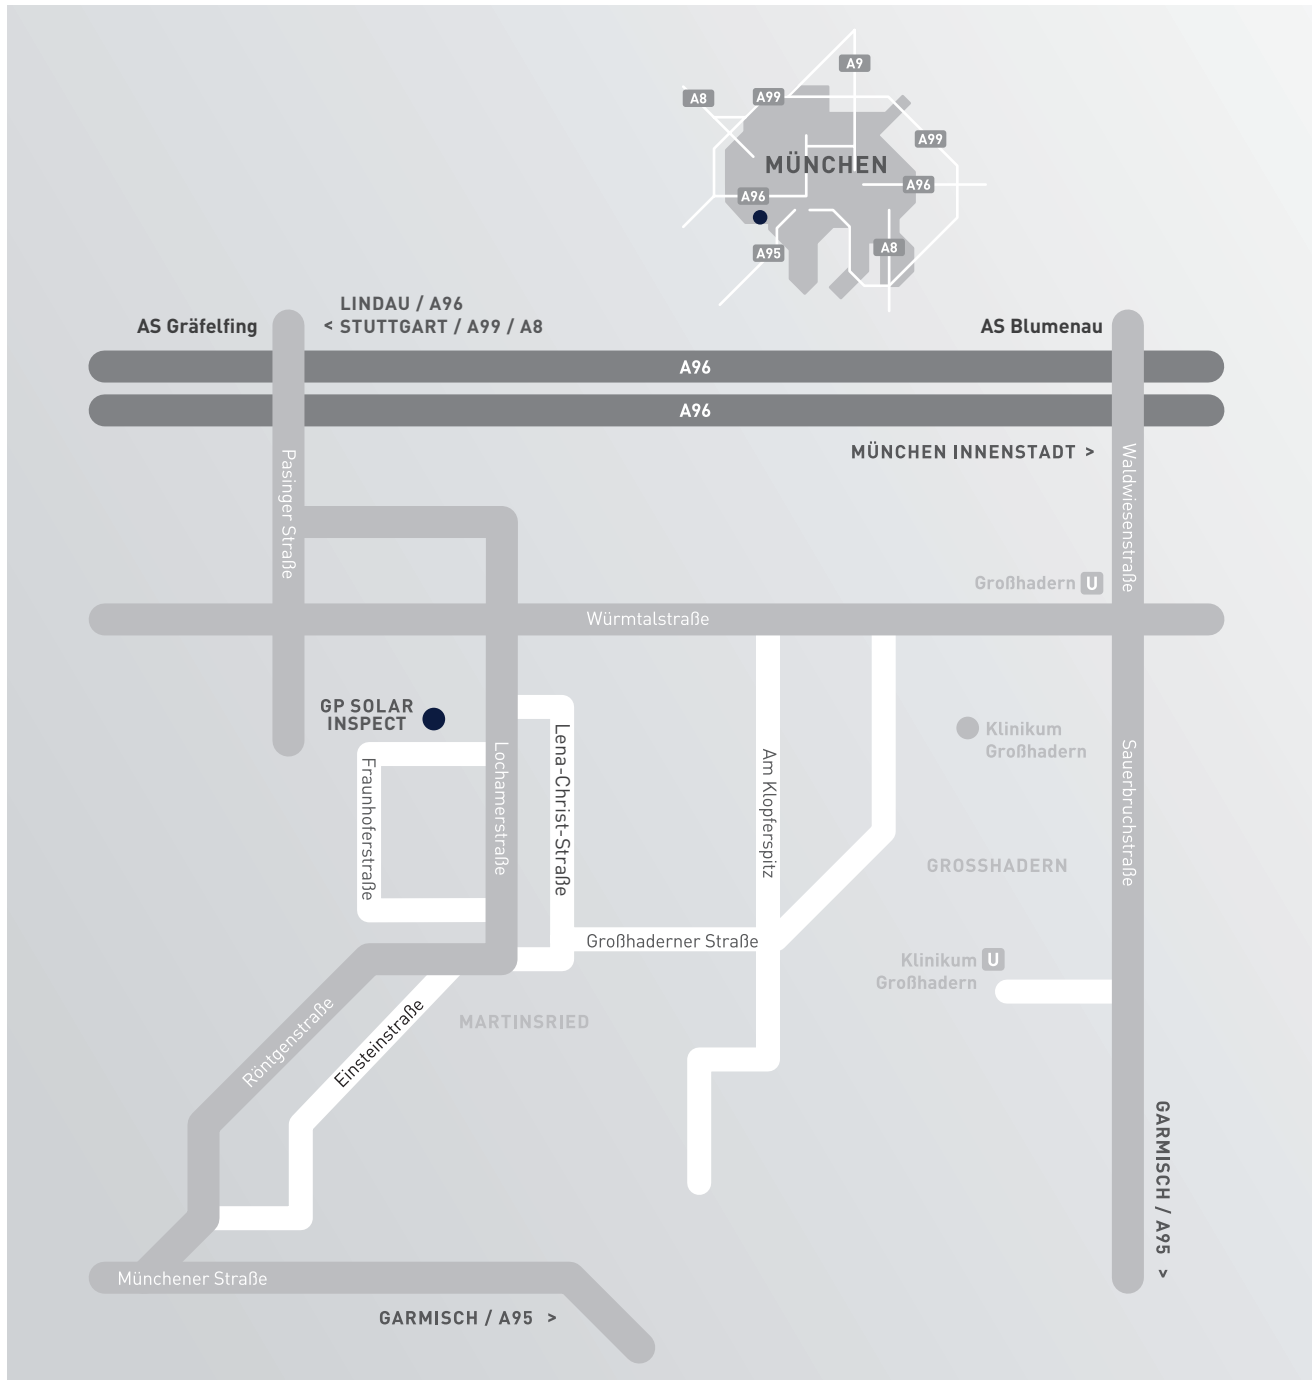 A9
A8
A99
A99
MÜNCHEN
A96
A96
A95
A8
LINDAU / A96
AS Gräfelfing
< STUTTGART / A99 / A8
AS Blumenau
A96
A96
MÜNCHEN INNENSTADT >
Pasinger Straße
Waldwiesenstraße
Großhadern U
Würmtalstraße
GP SOLAR
INSPECT
Fraunhoferstraße
Lochamerstraße
Lena-Christ-Straße
Am Klopferspitz
Klinikum
Großhadern
Sauerbruchstraße
GROSSHADERN
Großhaderner Straße
Klinikum U
Großhadern
Röntgenstraße
Einsteinstraße
MARTINSRIED
GARMISCH / A95 >
Münchener Straße
GARMISCH / A95 >